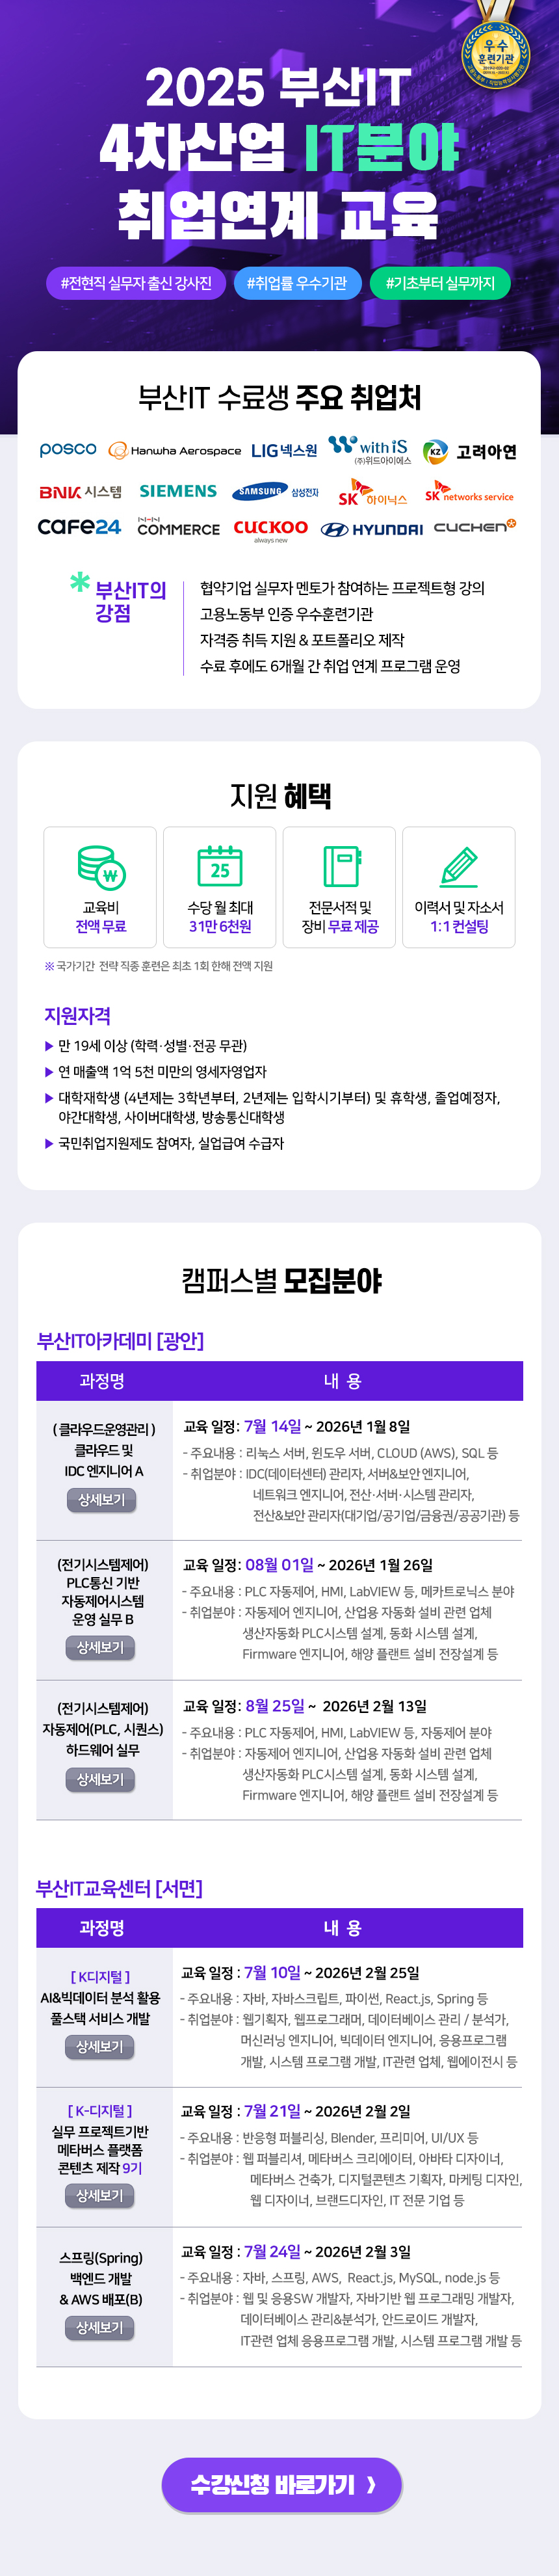 우수
훈련기관
2025 부산IT
4차산업 IT분야
취업연계 교육
#전현직 실무자 출신 강사진
#취업률 우수기관
#기초부터 실무까지
부산IT 수료생 주요 취업처
posco
Hanwha Aerospace
LIG넥스원
with iS
(주)위드아이에스
KZ 고려아연
BNK 시스템
SIEMENS
SAMSUNG 삼성전자
SK 하이닉스
SK networks service
CaFe24
NHN COMMERCE
CUCKOO
always new
HYUNDAI
CUCHEN
* 부산IT의
강점
협약기업 실무자 멘토가 참여하는 프로젝트형 강의
고용노동부 인증 우수훈련기관
자격증 취득 지원 & 포트폴리오 제작
수료 후에도 6개월 간 취업 연계 프로그램 운영
지원 혜택
₩
교육비
전액 무료
25
수당 월 최대
31만 6천원
전문서적 및
장비 무료 제공
이력서 및 자소서
1:1 컨설팅
※ 국가기간 전략 직종 훈련은 최초 1회 한해 전액 지원
지원자격
▶ 만 19세 이상 (학력·성별·전공 무관)
▶ 연 매출액 1억 5천 미만의 영세자영업자
▶ 대학재학생 (4년제는 3학년부터, 2년제는 입학시기부터) 및 휴학생, 졸업예정자,
야간대학생, 사이버대학생, 방송통신대학생
▶ 국민취업지원제도 참여자, 실업급여 수급자
캠퍼스별 모집분야
부산IT아카데미 [광안]
과정명
내 용
( 클라우드운영관리 )
클라우드 및
IDC 엔지니어 A
상세보기
교육 일정: 7월 14일 ~ 2026년 1월 8일
- 주요내용 : 리눅스 서버, 윈도우 서버, CLOUD (AWS), SQL 등
- 취업분야 : IDC(데이터센터) 관리자, 서버&보안 엔지니어,
네트워크 엔지니어, 전산·서버·시스템 관리자,
전산&보안 관리자(대기업/공기업/금융권/공공기관) 등
(전기시스템제어)
PLC통신 기반
자동제어시스템
운영 실무 B
상세보기
교육 일정: 08월 01일 ~ 2026년 1월 26일
- 주요내용 : PLC 자동제어, HMI, LabVIEW 등, 메카트로닉스 분야
- 취업분야 : 자동제어 엔지니어, 산업용 자동화 설비 관련 업체
생산자동화 PLC시스템 설계, 동화 시스템 설계,
Firmware 엔지니어, 해양 플랜트 설비 전장설계 등
(전기시스템제어)
자동제어(PLC, 시퀀스)
하드웨어 실무
상세보기
교육 일정: 8월 25일 ~ 2026년 2월 13일
- 주요내용 : PLC 자동제어, HMI, LabVIEW 등, 자동제어 분야
- 취업분야 : 자동제어 엔지니어, 산업용 자동화 설비 관련 업체
생산자동화 PLC시스템 설계, 동화 시스템 설계,
Firmware 엔지니어, 해양 플랜트 설비 전장설계 등
부산IT교육센터 [서면]
과정명
내 용
[ K디지털 ]
AI&빅데이터 분석 활용
풀스택 서비스 개발
상세보기
교육 일정 : 7월 10일 ~ 2026년 2월 25일
- 주요내용 : 자바, 자바스크립트, 파이썬, React.js, Spring 등
- 취업분야 : 웹기획자, 웹프로그래머, 데이터베이스 관리 / 분석가,
머신러닝 엔지니어, 빅데이터 엔지니어, 응용프로그램
개발, 시스템 프로그램 개발, IT관련 업체, 웹에이전시 등
[ K-디지털 ]
실무 프로젝트기반
메타버스 플랫폼
콘텐츠 제작 9기
상세보기
교육 일정 : 7월 21일 ~ 2026년 2월 2일
- 주요내용 : 반응형 퍼블리싱, Blender, 프리미어, UI/UX 등
- 취업분야 : 웹 퍼블리셔, 메타버스 크리에이터, 아바타 디자이너,
메타버스 건축가, 디지털콘텐츠 기획자, 마케팅 디자인,
웹 디자이너, 브랜드디자인, IT 전문 기업 등
스프링(Spring)
백엔드 개발
& AWS 배포(B)
상세보기
교육 일정 : 7월 24일 ~ 2026년 2월 3일
- 주요내용 : 자바, 스프링, AWS, React.js, MySQL, node.js 등
- 취업분야 : 웹 및 응용SW 개발자, 자바기반 웹 프로그래밍 개발자,
데이터베이스 관리&분석가, 안드로이드 개발자,
IT관련 업체 응용프로그램 개발, 시스템 프로그램 개발 등
수강신청 바로가기 ❯